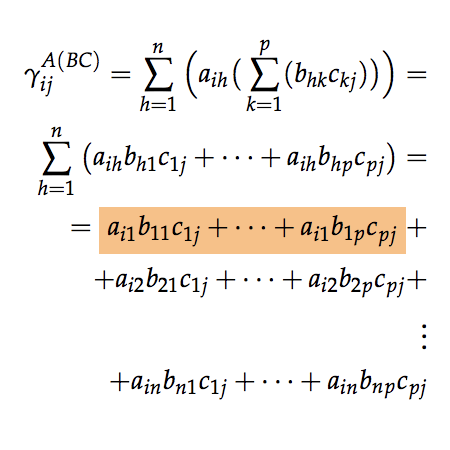 γ_{ij}^{A(BC)} = \sum_{h=1}^{n} ( a_{ih} ( \sum_{k=1}^{p} (b_{hk}c_{kj}) ) ) =
\sum_{h=1}^{n} ( a_{ih}b_{h1}c_{1j} + ⋯ + a_{ih}b_{hp}c_{pj} ) =
= a_{i1}b_{11}c_{1j} + ⋯ + a_{i1}b_{1p}c_{pj} +
+a_{i2}b_{21}c_{1j} + ⋯ + a_{i2}b_{2p}c_{pj}+
⋮
+a_{in}b_{n1}c_{1j} + ⋯ + a_{in}b_{np}c_{pj}